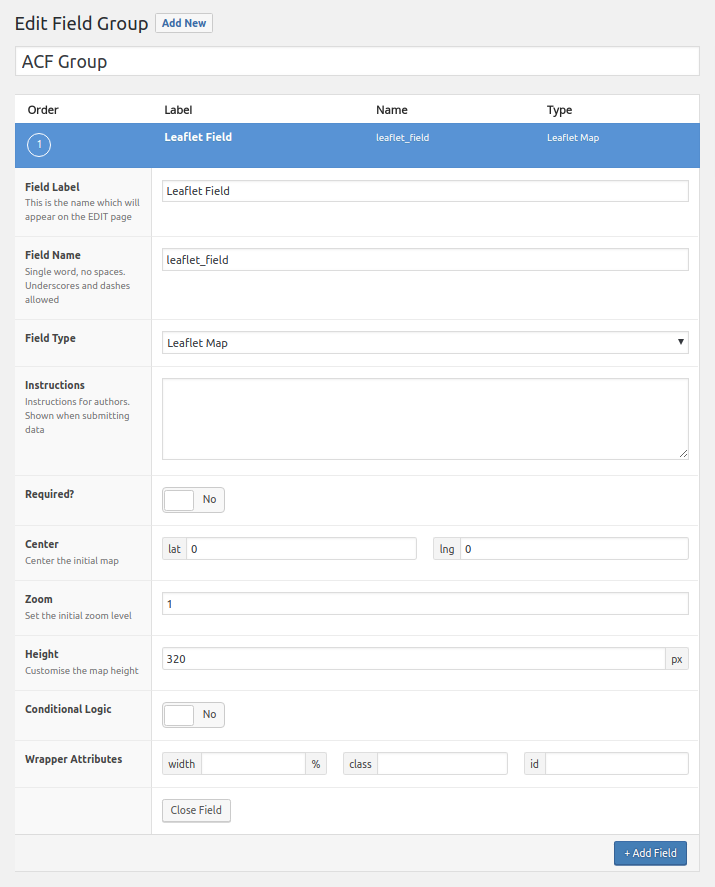 Edit Field Group Add New
ACF Group
Order Label Name Type
1 Leaflet Field leaflet_field Leaflet Map
Field Label
This is the name which will
appear on the EDIT page
Leaflet Field
Field Name
Single word, no spaces.
Underscores and dashes
allowed
leaflet_field
Field Type
Leaflet Map
Instructions
Instructions for authors.
Shown when submitting
data
Required?
No
Center
Center the initial map
lat 0 lng 0
Zoom
Set the initial zoom level
1
Height
Customise the map height
320 px
Conditional Logic
No
Wrapper Attributes
width % class id
Close Field
+ Add Field